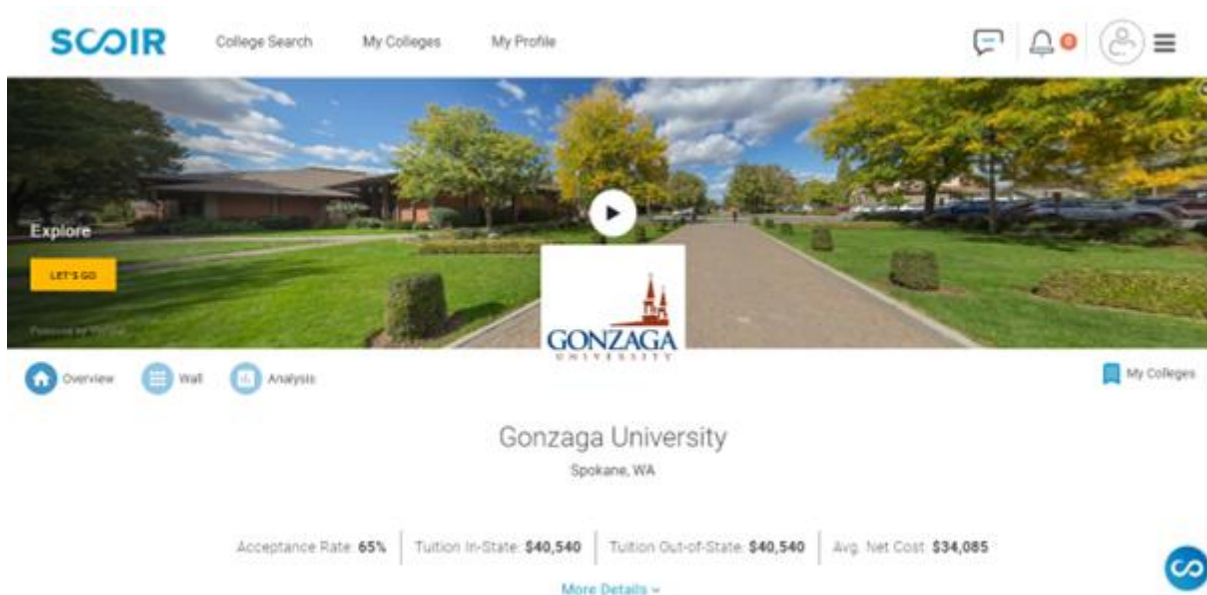 SCOIR College Search My Colleges My Profile
0
Explore
LET'S GO
GONZAGA
UNIVERSITY
Overview Wall Analysis My Colleges
Gonzaga University
Spokane, WA
Acceptance Rate: 65% Tuition In-State: $40,540 Tuition Out-of-State: $40,540 Avg. Net Cost: $34,085
More Details